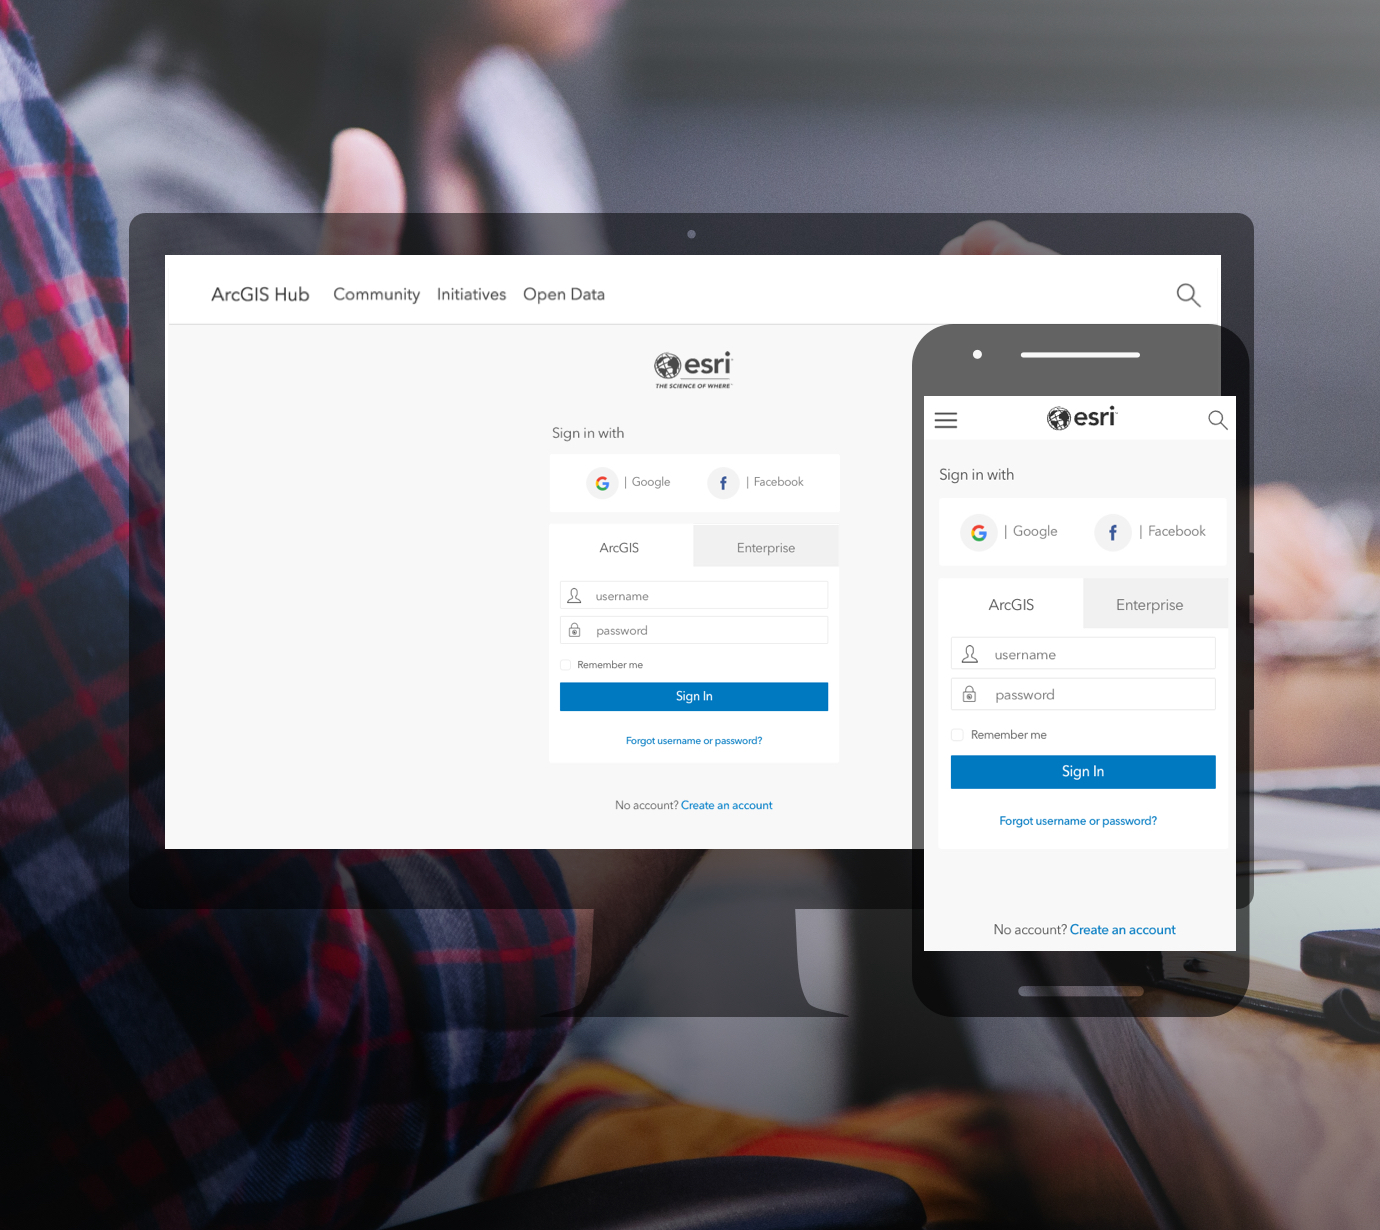 ArcGIS Hub Community Initiatives Open Data
esri
THE SCIENCE OF WHERE™
Sign in with
| Google | Facebook
ArcGIS Enterprise
username
password
Remember me
Sign In
Forgot username or password?
No account? Create an account
esri
Sign in with
| Google | Facebook
ArcGIS Enterprise
username
password
Remember me
Sign In
Forgot username or password?
No account? Create an account